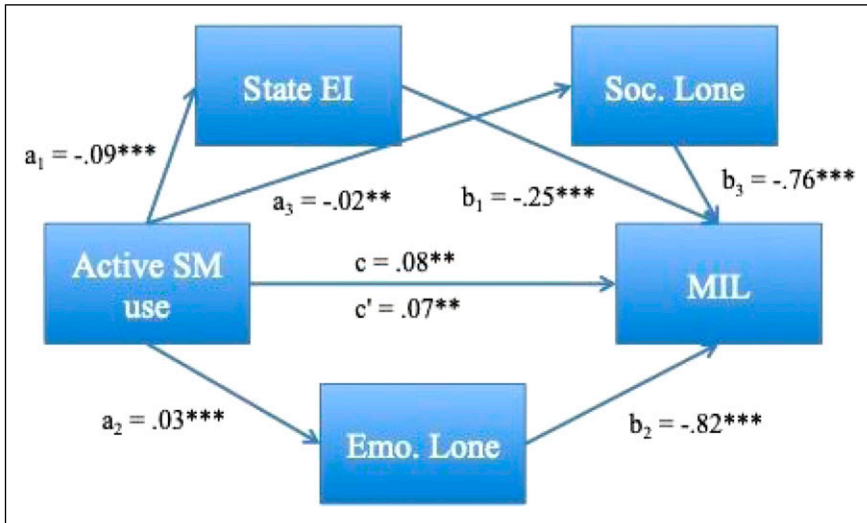 State EI
Soc. Lone
a₁ = -.09***
a₃ = -.02**
b₁ = -.25***
b₃ = -.76***
Active SM
use
c = .08**
c' = .07**
MIL
a₂ = .03***
Emo. Lone
b₂ = -.82***